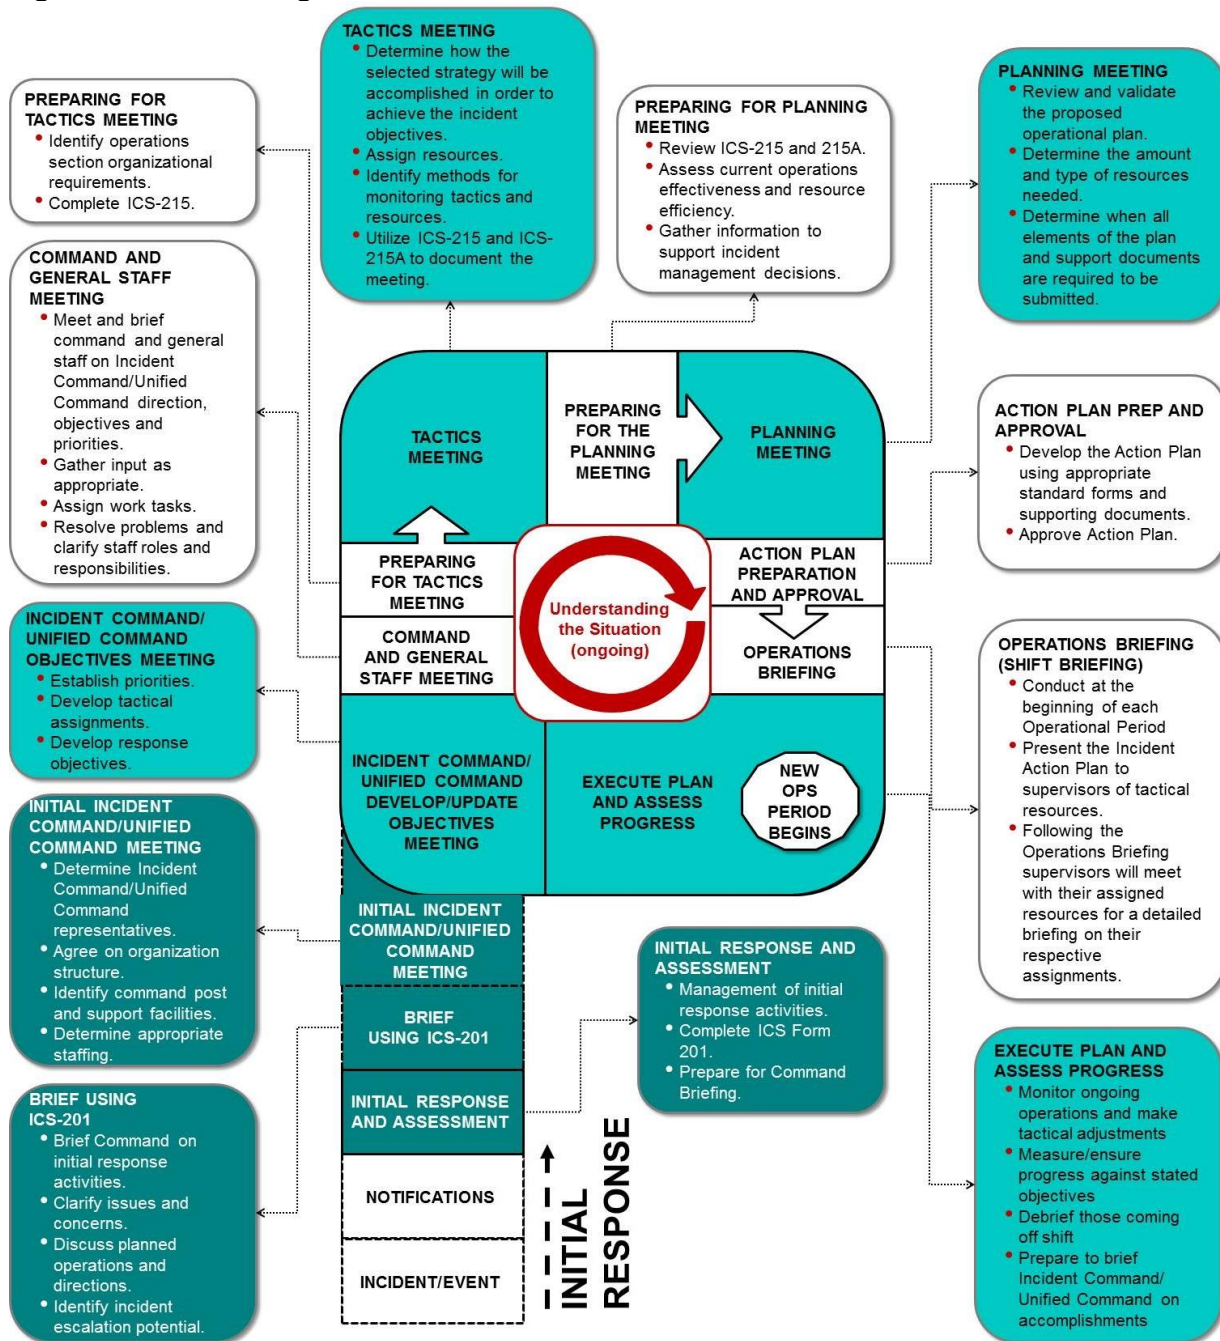 TACTICS MEETING
• Determine how the
selected strategy will be
accomplished in order to
achieve the incident
objectives.
• Assign resources.
• Identify methods for
monitoring tactics and
resources.
• Utilize ICS-215 and ICS-
215A to document the
meeting.
PREPARING FOR
TACTICS MEETING
• Identify operations
section organizational
requirements.
• Complete ICS-215.
PREPARING FOR PLANNING
MEETING
• Review ICS-215 and 215A.
• Assess current operations
effectiveness and resource
efficiency.
• Gather information to
support incident
management decisions.
PLANNING MEETING
• Review and validate
the proposed
operational plan.
• Determine the amount
and type of resources
needed.
• Determine when all
elements of the plan
and support documents
are required to be
submitted.
COMMAND AND
GENERAL STAFF
MEETING
• Meet and brief
command and general
staff on Incident
Command/Unified
Command direction,
objectives and
priorities.
• Gather input as
appropriate.
• Assign work tasks.
• Resolve problems and
clarify staff roles and
responsibilities.
TACTICS
MEETING
PREPARING
FOR THE
PLANNING
MEETING
PLANNING
MEETING
ACTION PLAN PREP AND
APPROVAL
• Develop the Action Plan
using appropriate
standard forms and
supporting documents.
• Approve Action Plan.
PREPARING
FOR TACTICS
MEETING
COMMAND
AND GENERAL
STAFF MEETING
Understanding
the Situation
(ongoing)
ACTION PLAN
PREPARATION
AND APPROVAL
OPERATIONS
BRIEFING
INCIDENT COMMAND/
UNIFIED COMMAND
OBJECTIVES MEETING
• Establish priorities.
• Develop tactical
assignments.
• Develop response
objectives.
OPERATIONS BRIEFING
(SHIFT BRIEFING)
• Conduct at the
beginning of each
Operational Period
• Present the Incident
Action Plan to
supervisors of tactical
resources.
• Following the
Operations Briefing
supervisors will meet
with their assigned
resources for a detailed
briefing on their
respective
assignments.
INCIDENT COMMAND/
UNIFIED COMMAND
DEVELOP/UPDATE
OBJECTIVES
MEETING
EXECUTE PLAN
AND ASSESS
PROGRESS
NEW
OPS
PERIOD
BEGINS
INITIAL INCIDENT
COMMAND/UNIFIED
COMMAND MEETING
• Determine Incident
Command/Unified
Command
representatives.
• Agree on organization
structure.
• Identify command post
and support facilities.
• Determine appropriate
staffing.
INITIAL INCIDENT
COMMAND/UNIFIED
COMMAND
MEETING
BRIEF
USING ICS-201
INITIAL RESPONSE
AND ASSESSMENT
NOTIFICATIONS
INCIDENT/EVENT
INITIAL
RESPONSE
INITIAL RESPONSE AND
ASSESSMENT
• Management of initial
response activities.
• Complete ICS Form
201.
• Prepare for Command
Briefing.
BRIEF USING
ICS-201
• Brief Command on
initial response
activities.
• Clarify issues and
concerns.
• Discuss planned
operations and
directions.
• Identify incident
escalation potential.
EXECUTE PLAN AND
ASSESS PROGRESS
• Monitor ongoing
operations and make
tactical adjustments
• Measure/ensure
progress against stated
objectives
• Debrief those coming
off shift
• Prepare to brief
Incident Command/
Unified Command on
accomplishments